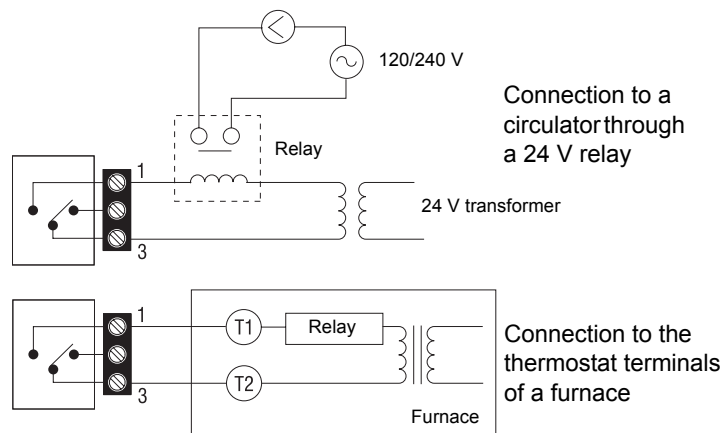 120/240 V
Connection to a
circulator through
a 24 V relay
Relay
1
24 V transformer
3
1
T1
Relay
Connection to the
thermostat terminals
of a furnace
T2
3
Furnace